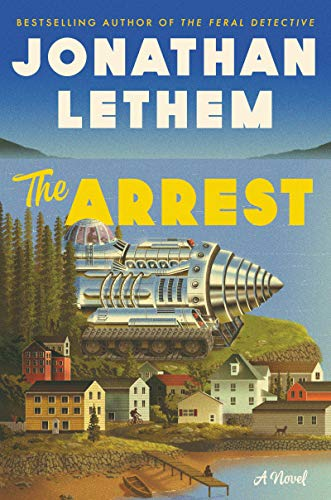 BESTSELLING AUTHOR OF THE FERAL DETECTIVE
JONATHAN
LETHEM
The ARREST
A Novel